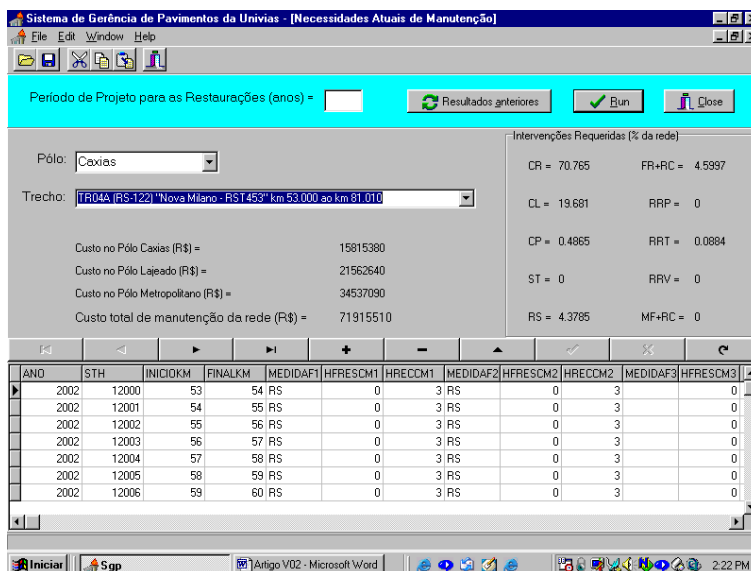 Sistema de Gerência de Pavimentos da Univias - [Necessidades Atuais de Manutenção]
File Edit Window Help
Período de Projeto para as Restaurações (anos) =
Resultados anteriores
Run
Close
Intervenções Requeridas (% da rede)
Pólo: Caxias
CR = 70.765 FR+RC = 4.5997
Trecho: TR04A (RS-122) "Nova Milano - RST453" km 53.000 ao km 81.010
CL = 19.681 RRP = 0
Custo no Pólo Caxias (R$) = 15815380
CP = 0.4865 RRT = 0.0884
Custo no Pólo Lajeado (R$) = 21562640
ST = 0 RRV = 0
Custo no Pólo Metropolitano (R$) = 34537090
Custo total de manutenção da rede (R$) = 71915510
RS = 4.3785 MF+RC = 0
ANO STH INICIOKM FINALKM MEDIDAF1 HFRESCM1 HRECCM1 MEDIDAF2 HFRESCM2 HRECCM2 MEDIDAF3 HFRESCM3
2002 12000 53 54 RS 0 3 RS 0 3 0
2002 12001 54 55 RS 0 3 RS 0 3 0
2002 12002 55 56 RS 0 3 RS 0 3 0
2002 12003 56 57 RS 0 3 RS 0 3 0
2002 12004 57 58 RS 0 3 RS 0 3 0
2002 12005 58 59 RS 0 3 RS 0 3 0
2002 12006 59 60 RS 0 3 RS 0 3 0
Iniciar Sgp Artigo V02 - Microsoft Word 2:22 PM